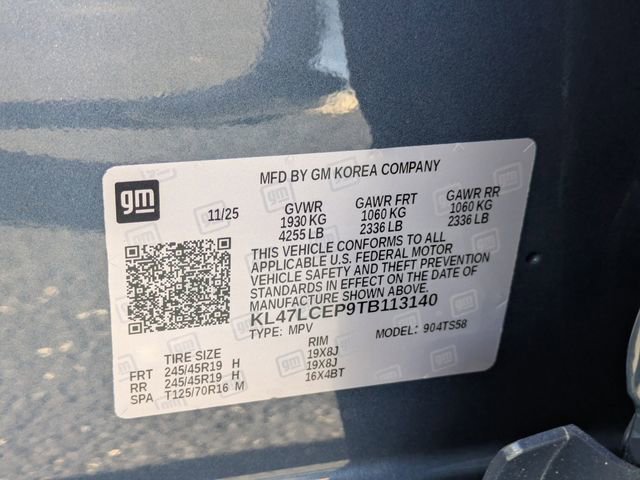 MFD BY GM KOREA COMPANY
gm
11/25
GVWR GAWR FRT GAWR RR
1930 KG 1060 KG 1060 KG
4255 LB 2336 LB 2336 LB
THIS VEHICLE CONFORMS TO ALL
APPLICABLE U.S. FEDERAL MOTOR
VEHICLE SAFETY AND THEFT PREVENTION
STANDARDS IN EFFECT ON THE DATE OF
MANUFACTURE SHOWN ABOVE.
KL47LCEP9TB113140
TYPE: MPV MODEL: 904TS58
TIRE SIZE RIM
FRT 245/45R19 H 19X8J
RR 245/45R19 H 19X8J
SPA T125/70R16 M 16X4BT